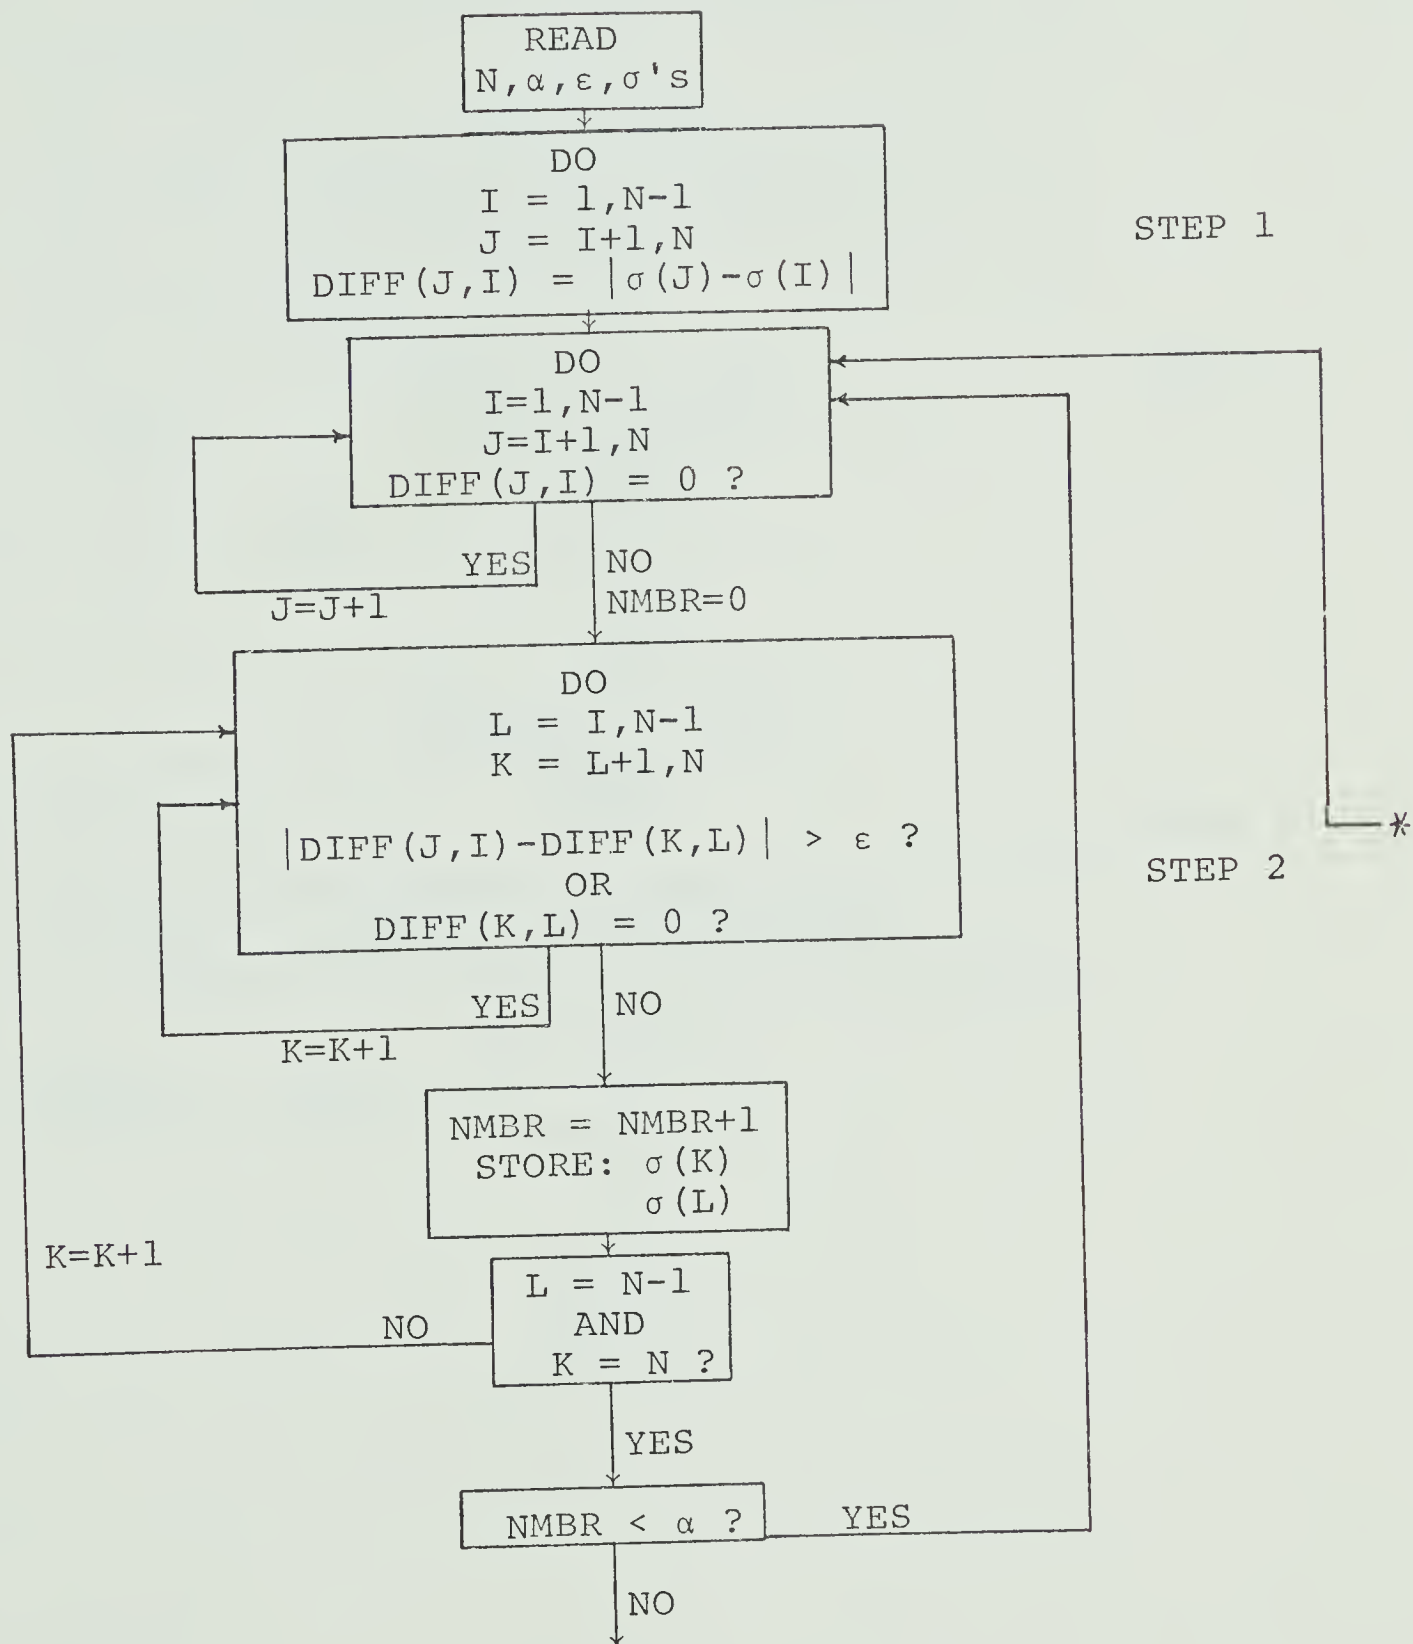 READ
N,α,ε,σ's
DO
I = 1,N-1
J = I+1,N
DIFF(J,I) = |σ(J)-σ(I)|
STEP 1
DO
I=1,N-1
J=I+1,N
DIFF(J,I) = 0 ?
YES
NO
J=J+1
NMBR=0
DO
L = I,N-1
K = L+1,N
|DIFF(J,I)-DIFF(K,L)| > ε ?
OR
DIFF(K,L) = 0 ?
*
STEP 2
YES
NO
K=K+1
NMBR = NMBR+1
STORE: σ(K)
σ(L)
K=K+1
L = N-1
AND
K = N ?
NO
YES
NMBR < α ?
YES
NO